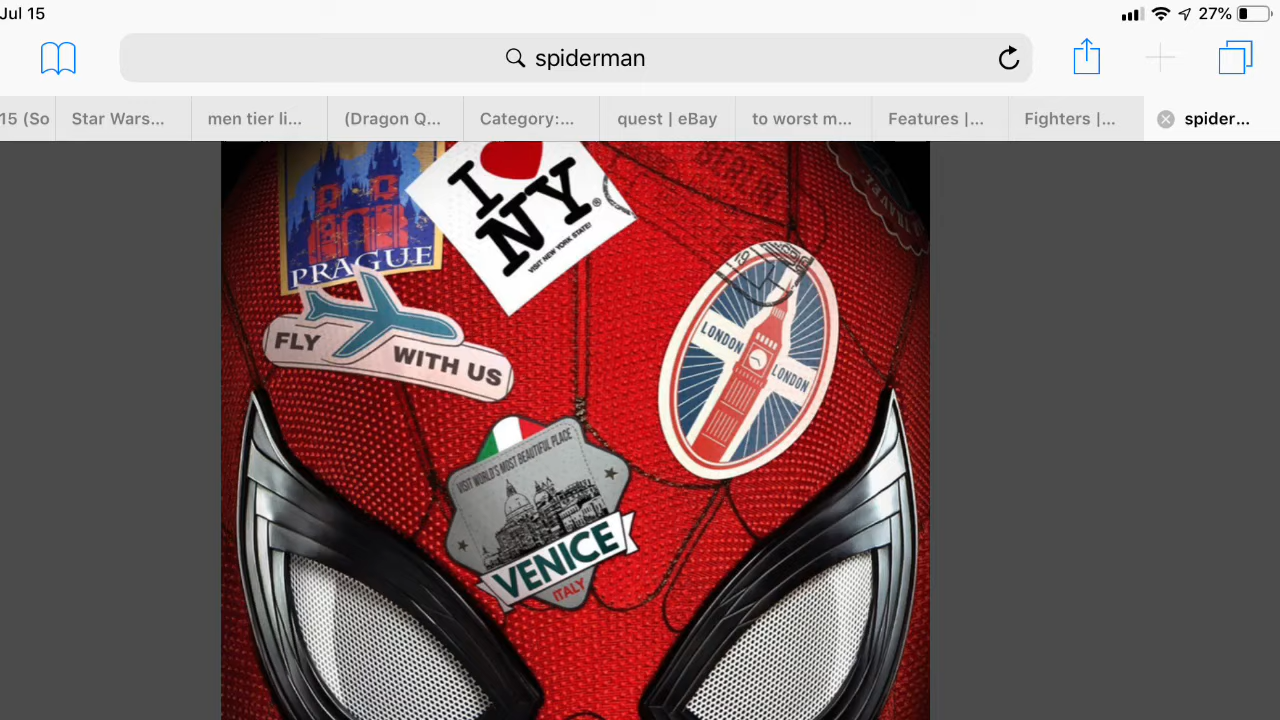 Jul 15
27%
spiderman
15 (So
Star Wars...
men tier li...
(Dragon Q...
Category:...
quest | eBay
to worst m...
Features |...
Fighters |...
spider...
PRAGUE
I
NY®
VISIT NEW YORK STATE!
BERLIN
TRAVEL
FLY
WITH US
LONDON
LONDON
VISIT WORLD'S MOST BEAUTIFUL PLACE
VENICE
ITALY